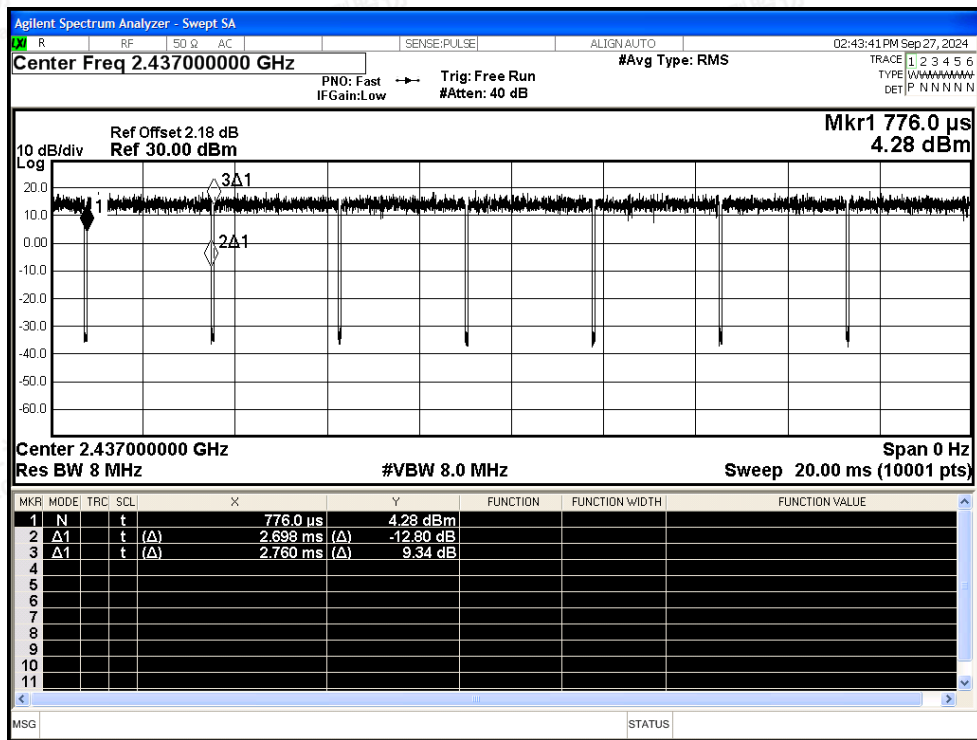 Agilent Spectrum Analyzer - Swept SA
LXI R RF 50 Ω AC SENSE:PULSE ALIGN AUTO 02:43:41 PM Sep 27, 2024
Center Freq 2.437000000 GHz
PNO: Fast
IFGain:Low
Trig: Free Run
#Atten: 40 dB
#Avg Type: RMS
TRACE 1 2 3 4 5 6
TYPE WWWWWW
DET P N N N N N
Mkr1 776.0 µs
4.28 dBm
Ref Offset 2.18 dB
10 dB/div Ref 30.00 dBm
Log
20.0
10.0
0.00
-10.0
-20.0
-30.0
-40.0
-50.0
-60.0
1
3Δ1
2Δ1
Center 2.437000000 GHz Span 0 Hz
Res BW 8 MHz #VBW 8.0 MHz Sweep 20.00 ms (10001 pts)
MKR MODE TRC SCL X Y FUNCTION FUNCTION WIDTH FUNCTION VALUE
1 N t 776.0 µs 4.28 dBm
2 Δ1 t (Δ) 2.698 ms (Δ) -12.80 dB
3 Δ1 t (Δ) 2.760 ms (Δ) 9.34 dB
4
5
6
7
8
9
10
11
MSG STATUS